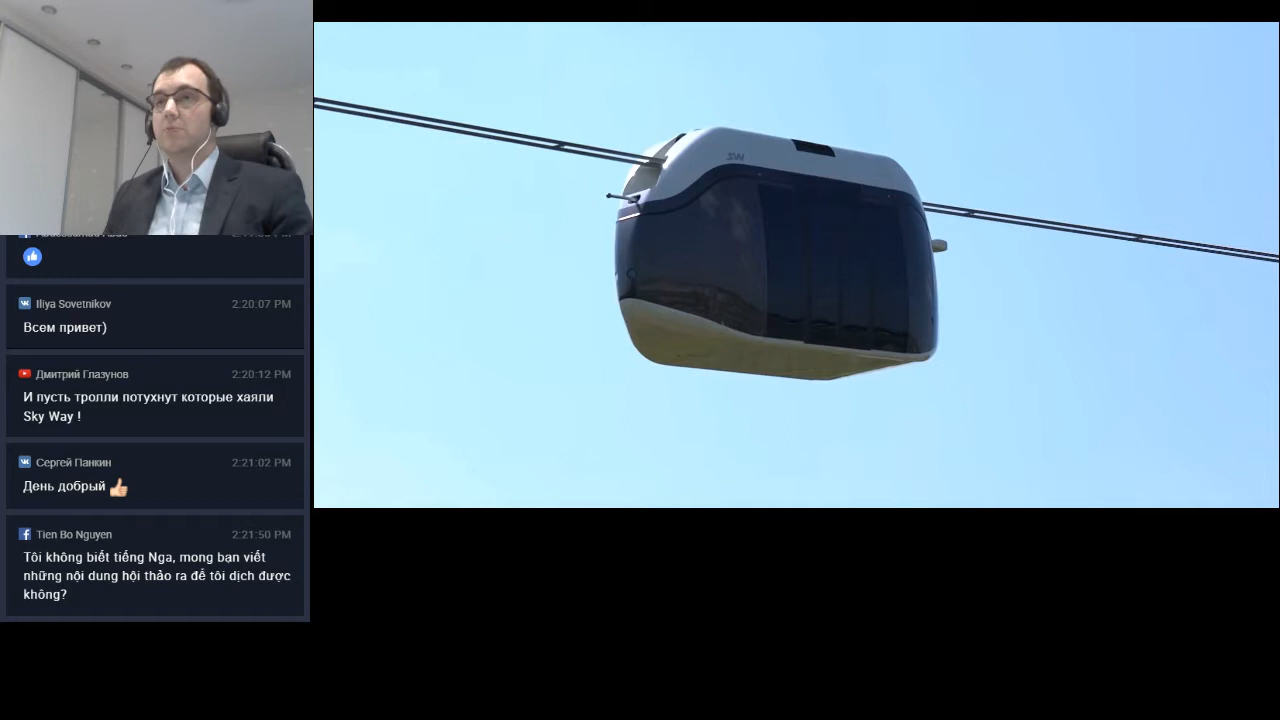 Iliya Sovetnikov 2:20:07 PM
Всем привет)
Дмитрий Глазунов 2:20:12 PM
И пусть тролли потухнут которые хаяли
Sky Way !
Сергей Панкин 2:21:02 PM
День добрый
Tien Bo Nguyen 2:21:50 PM
Tôi không biết tiếng Nga, mong bạn viết
những nội dung hội thảo ra để tôi dịch được
không?